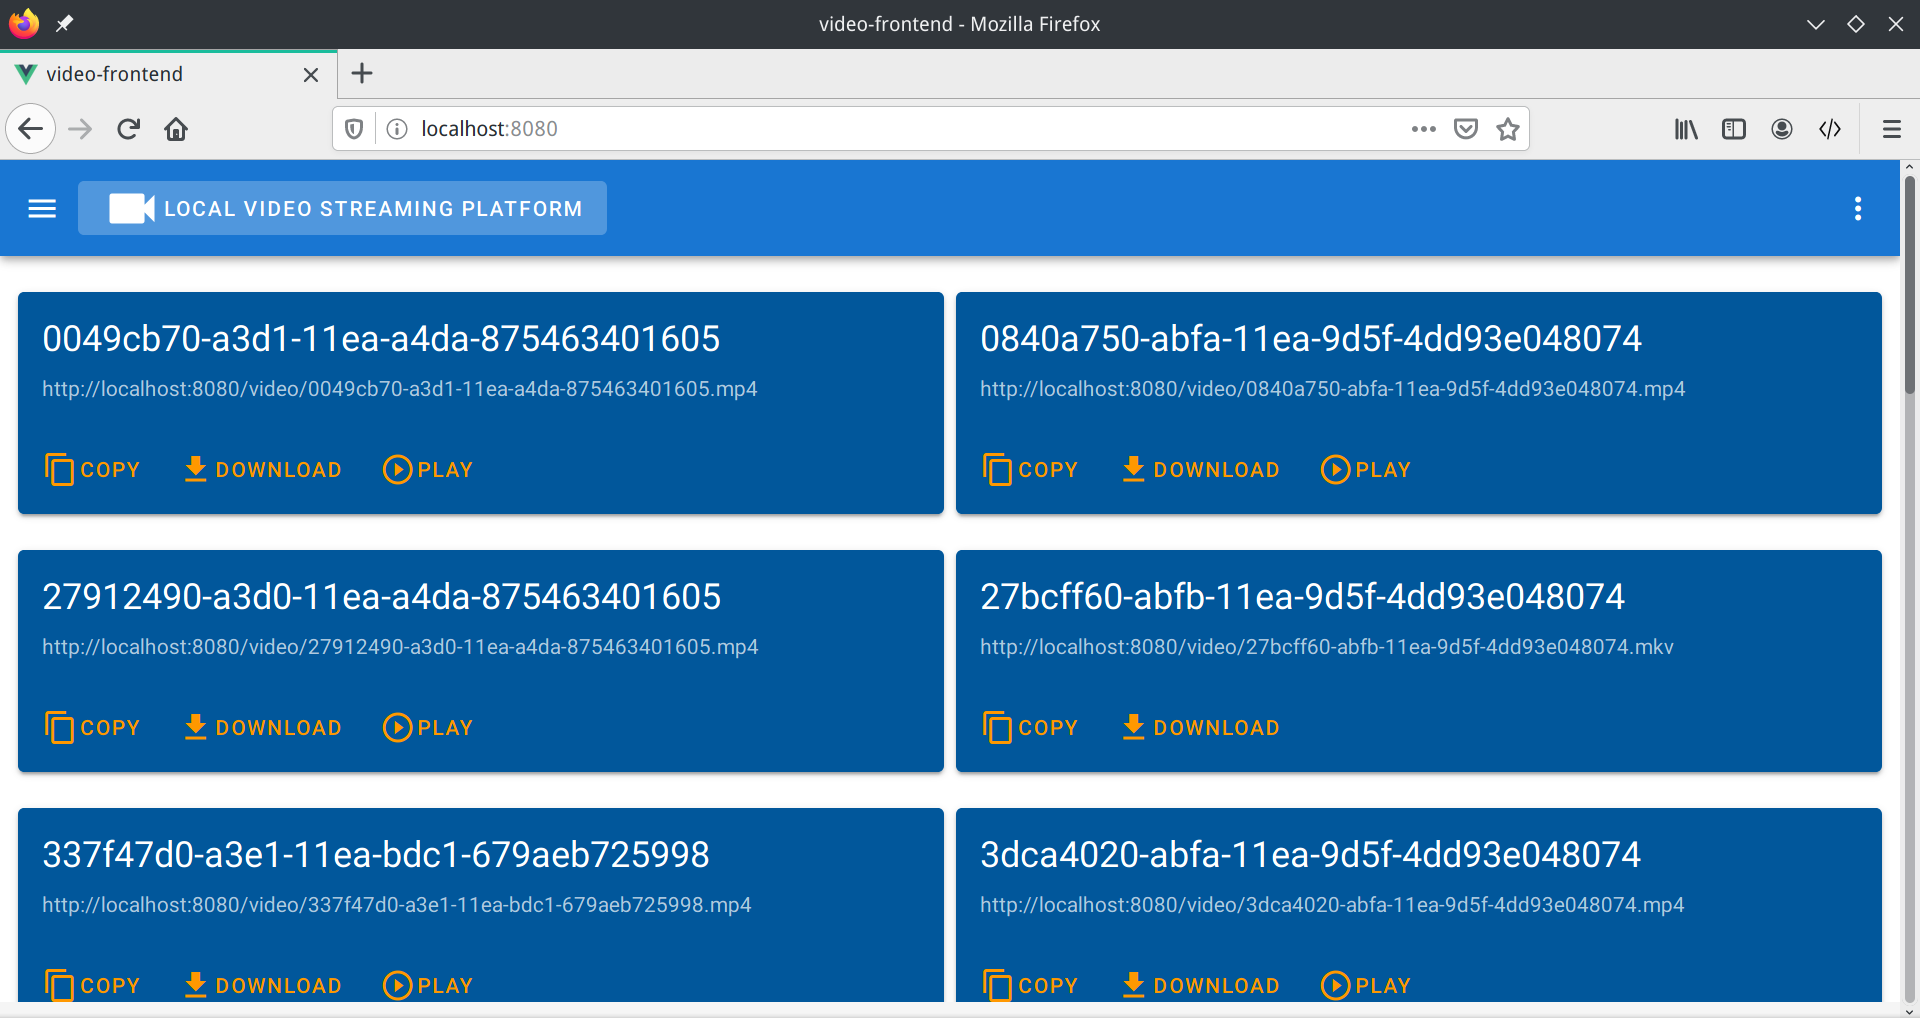 video-frontend - Mozilla Firefox
video-frontend
localhost:8080
LOCAL VIDEO STREAMING PLATFORM
0049cb70-a3d1-11ea-a4da-875463401605
http://localhost:8080/video/0049cb70-a3d1-11ea-a4da-875463401605.mp4
COPY DOWNLOAD PLAY
0840a750-abfa-11ea-9d5f-4dd93e048074
http://localhost:8080/video/0840a750-abfa-11ea-9d5f-4dd93e048074.mp4
COPY DOWNLOAD PLAY
27912490-a3d0-11ea-a4da-875463401605
http://localhost:8080/video/27912490-a3d0-11ea-a4da-875463401605.mp4
COPY DOWNLOAD PLAY
27bcff60-abfb-11ea-9d5f-4dd93e048074
http://localhost:8080/video/27bcff60-abfb-11ea-9d5f-4dd93e048074.mkv
COPY DOWNLOAD
337f47d0-a3e1-11ea-bdc1-679aeb725998
http://localhost:8080/video/337f47d0-a3e1-11ea-bdc1-679aeb725998.mp4
COPY DOWNLOAD PLAY
3dca4020-abfa-11ea-9d5f-4dd93e048074
http://localhost:8080/video/3dca4020-abfa-11ea-9d5f-4dd93e048074.mp4
COPY DOWNLOAD PLAY